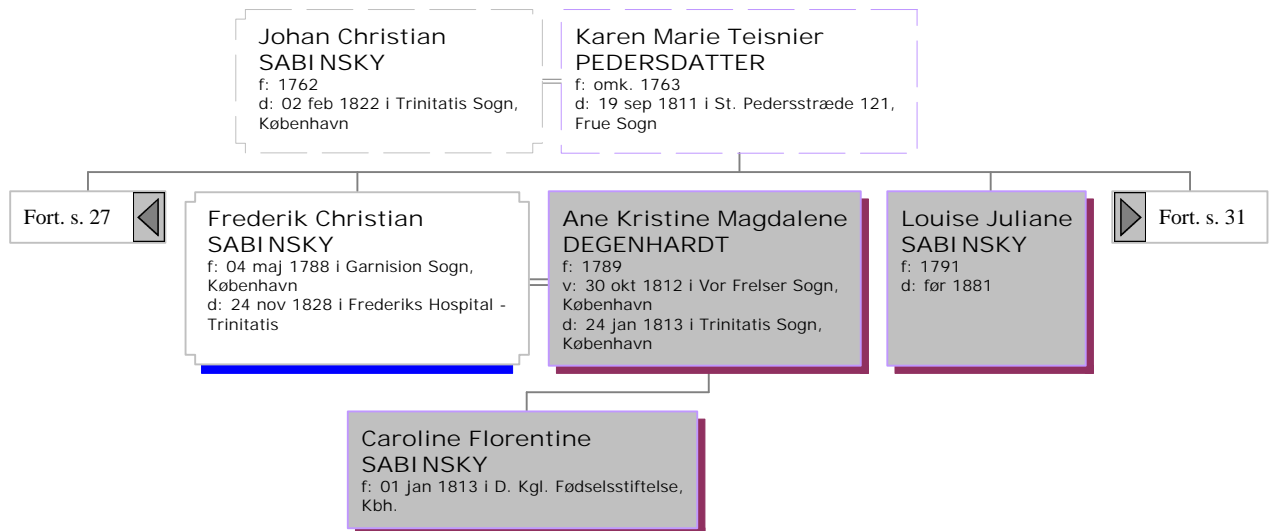 Johan Christian
SABINSKY
f: 1762
d: 02 feb 1822 i Trinitatis Sogn,
København
Karen Marie Teisnier
PEDERSDATTER
f: omk. 1763
d: 19 sep 1811 i St. Pedersstræde 121,
Frue Sogn
Fort. s. 27
Frederik Christian
SABINSKY
f: 04 maj 1788 i Garnision Sogn,
København
d: 24 nov 1828 i Frederiks Hospital -
Trinitatis
Ane Kristine Magdalene
DEGENHARDT
f: 1789
v: 30 okt 1812 i Vor Frelser Sogn,
København
d: 24 jan 1813 i Trinitatis Sogn,
København
Louise Juliane
SABINSKY
f: 1791
d: før 1881
Fort. s. 31
Caroline Florentine
SABINSKY
f: 01 jan 1813 i D. Kgl. Fødselsstiftelse,
Kbh.